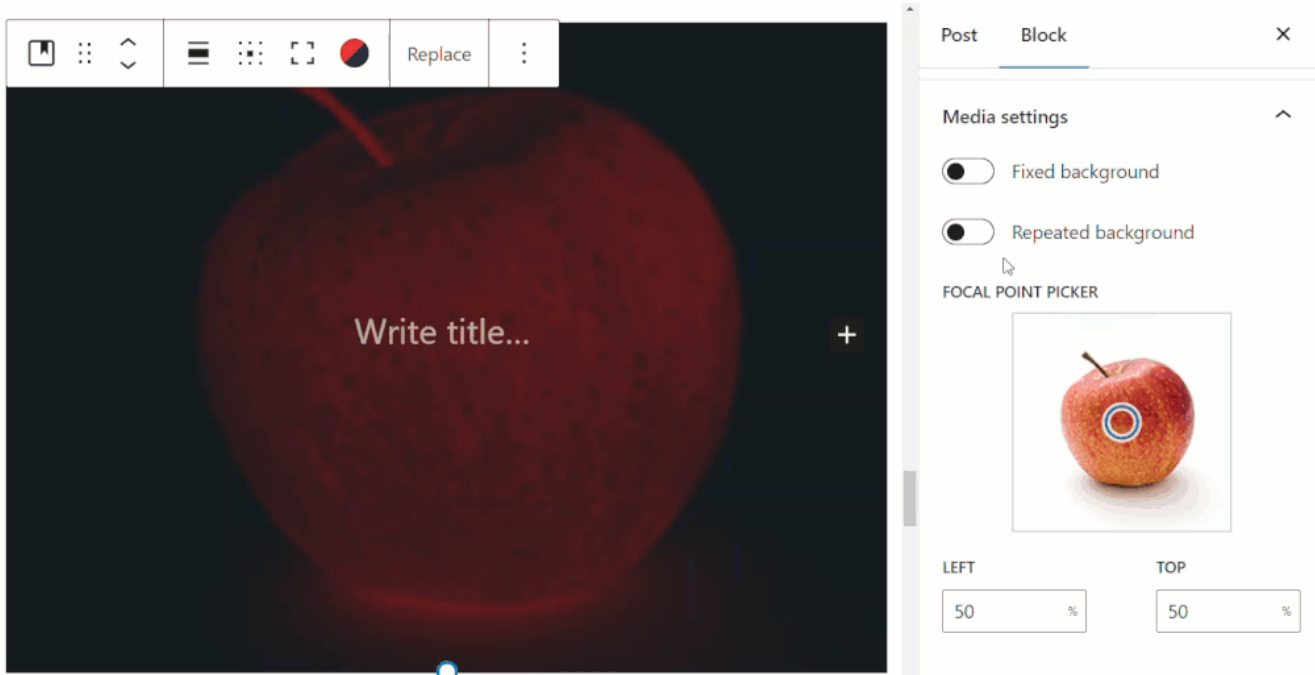 Replace
Write title...
Post
Block
Media settings
Fixed background
Repeated background
FOCAL POINT PICKER
LEFT
TOP
50 %
50 %